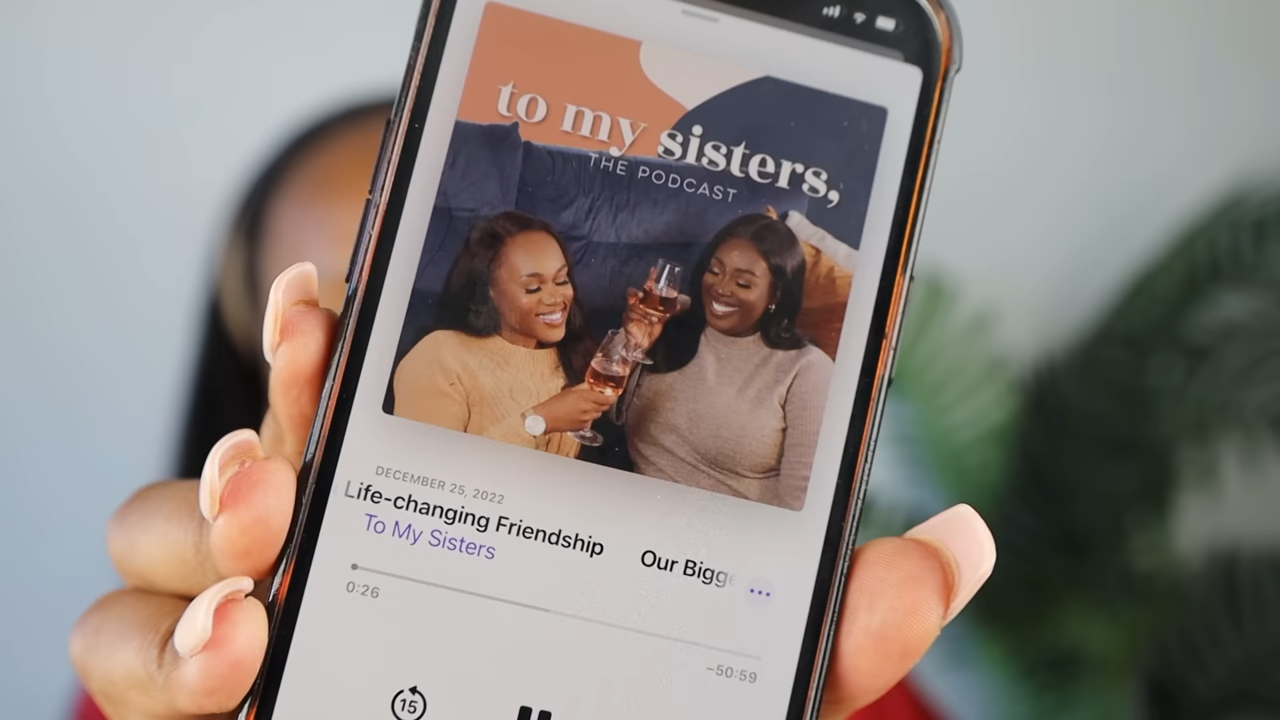 to my sisters,
THE PODCAST
DECEMBER 25, 2022
Life-changing Friendship Our Bigg
To My Sisters
0:26
-50:59
15